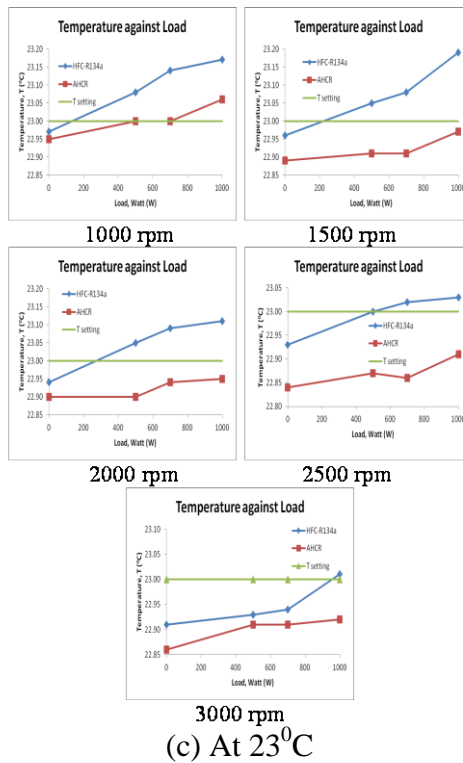 Temperature against Load
Temperature, T (°C)
23.20
23.15
23.10
23.05
23.00
22.95
22.90
22.85
HFC-R134a
AHCR
T setting
0 200 400 600 800 1000
Load, Watt (W)
1000 rpm
Temperature against Load
Temperature, T (°C)
23.20
23.15
23.10
23.05
23.00
22.95
22.90
22.85
HFC-R134a
AHCR
T setting
0 200 400 600 800 1000
Load, Watt (W)
1500 rpm
Temperature against Load
Temperature, T (°C)
23.20
23.15
23.10
23.05
23.00
22.95
22.90
22.85
HFC-R134a
AHCR
T setting
0 200 400 600 800 1000
Load, Watt (W)
2000 rpm
Temperature against Load
Temperature, T (°C)
23.05
23.00
22.95
22.90
22.85
22.80
HFC-R134a
AHCR
T setting
0 200 400 600 800 1000
Load, Watt (W)
2500 rpm
Temperature against Load
Temperature, T (°C)
23.10
23.05
23.00
22.95
22.90
22.85
HFC-R134a
AHCR
T setting
0 200 400 600 800 1000
Load, Watt (W)
3000 rpm
(c) At 23⁰C